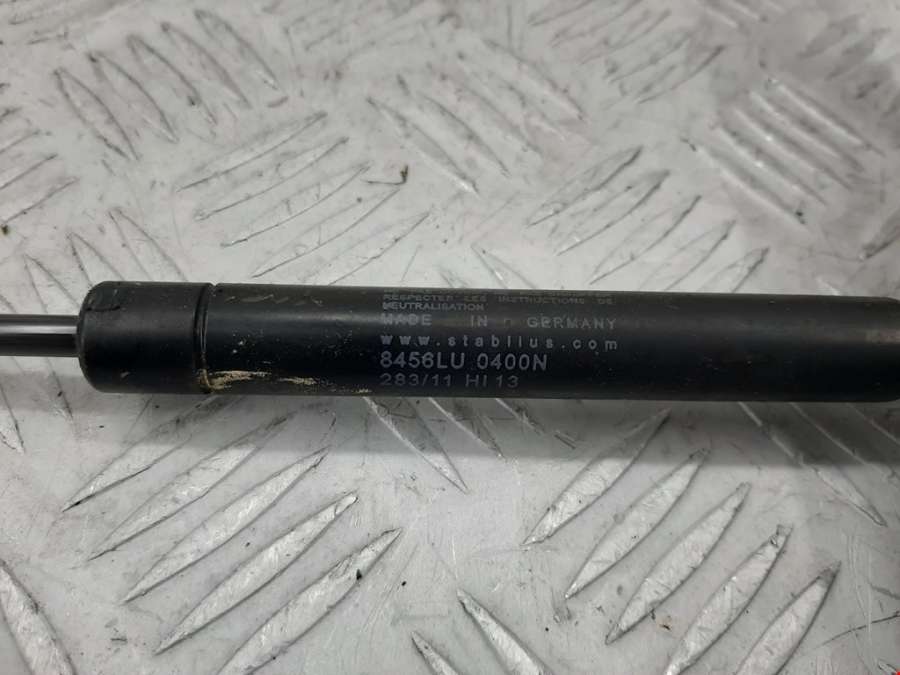 RESPECTER LES INSTRUCTIONS DE
NEUTRALISATION
MADE IN GERMANY
www.stabilus.com
8456LU 0400N
283/11 HI13